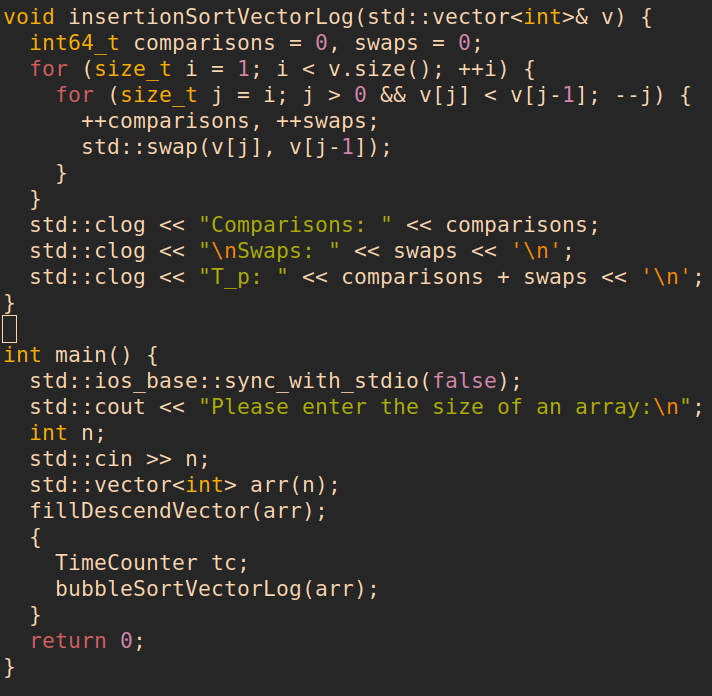 void insertionSortVectorLog(std::vector<int>& v) {
  int64_t comparisons = 0, swaps = 0;
  for (size_t i = 1; i < v.size(); ++i) {
    for (size_t j = i; j > 0 && v[j] < v[j-1]; --j) {
      ++comparisons, ++swaps;
      std::swap(v[j], v[j-1]);
    }
  }
  std::clog << "Comparisons: " << comparisons;
  std::clog << "\nSwaps: " << swaps << '\n';
  std::clog << "T_p: " << comparisons + swaps << '\n';
}

int main() {
  std::ios_base::sync_with_stdio(false);
  std::cout << "Please enter the size of an array:\n";
  int n;
  std::cin >> n;
  std::vector<int> arr(n);
  fillDescendVector(arr);
  {
    TimeCounter tc;
    bubbleSortVectorLog(arr);
  }
  return 0;
}